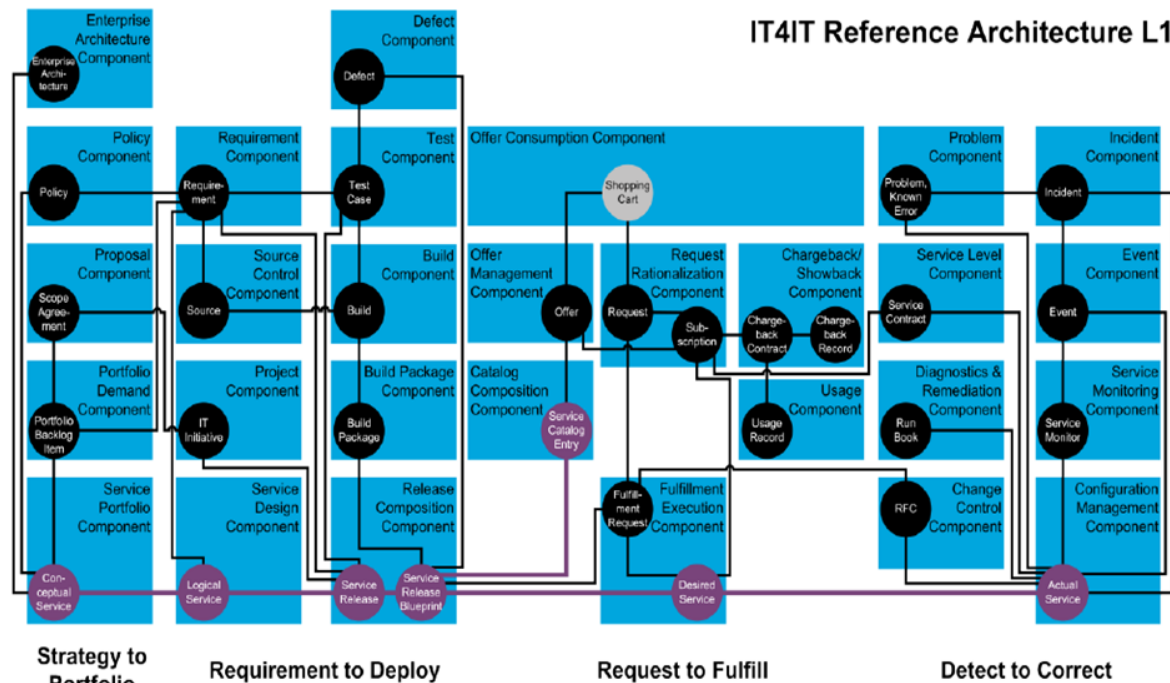 IT4IT Reference Architecture L1
Enterprise
Architecture
Component
Enterprise
Archi-
tecture
Defect
Component
Defect
Policy
Component
Policy
Requirement
Component
Require-
ment
Test
Component
Test
Case
Offer Consumption Component
Shopping
Cart
Problem
Component
Problem,
Known
Error
Incident
Component
Incident
Proposal
Component
Scope
Agree-
ment
Source
Control
Component
Source
Build
Component
Build
Offer
Management
Component
Offer
Request
Rationalization
Component
Request
Sub-
scription
Chargeback/
Showback
Component
Charge-
back
Contract
Charge-
back
Record
Service Level
Component
Service
Contract
Event
Component
Event
Portfolio
Demand
Component
Portfolio
Backlog
Item
Project
Component
IT
Initiative
Build Package
Component
Build
Package
Catalog
Composition
Component
Service
Catalog
Entry
Usage
Component
Usage
Record
Diagnostics &
Remediation
Component
Run
Book
Service
Monitoring
Component
Service
Monitor
Service
Portfolio
Component
Con-
ceptual
Service
Service
Design
Component
Logical
Service
Release
Composition
Component
Service
Release
Service
Release
Blueprint
Fulfillment
Execution
Component
Fulfill-
ment
Request
Desired
Service
Change
Control
Component
RFC
Configuration
Management
Component
Actual
Service
Strategy to
Portfolio
Requirement to Deploy
Request to Fulfill
Detect to Correct